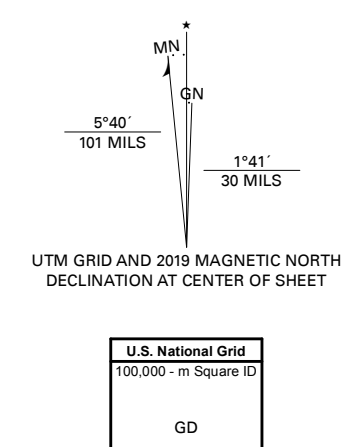 ★
MN
GN
5°40´
101 MILS
1°41´
30 MILS
UTM GRID AND 2019 MAGNETIC NORTH
DECLINATION AT CENTER OF SHEET
U.S. National Grid
100,000 - m Square ID
GD